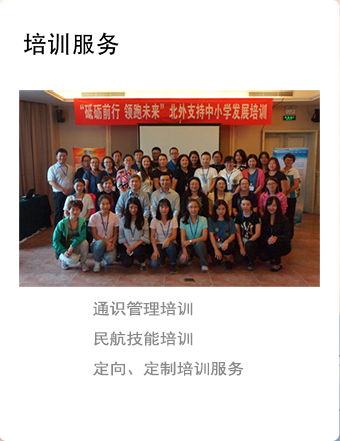 培训服务
“砥砺前行 领跑未来”北外支持中小学发展培训
通识管理培训
民航技能培训
定向、定制培训服务